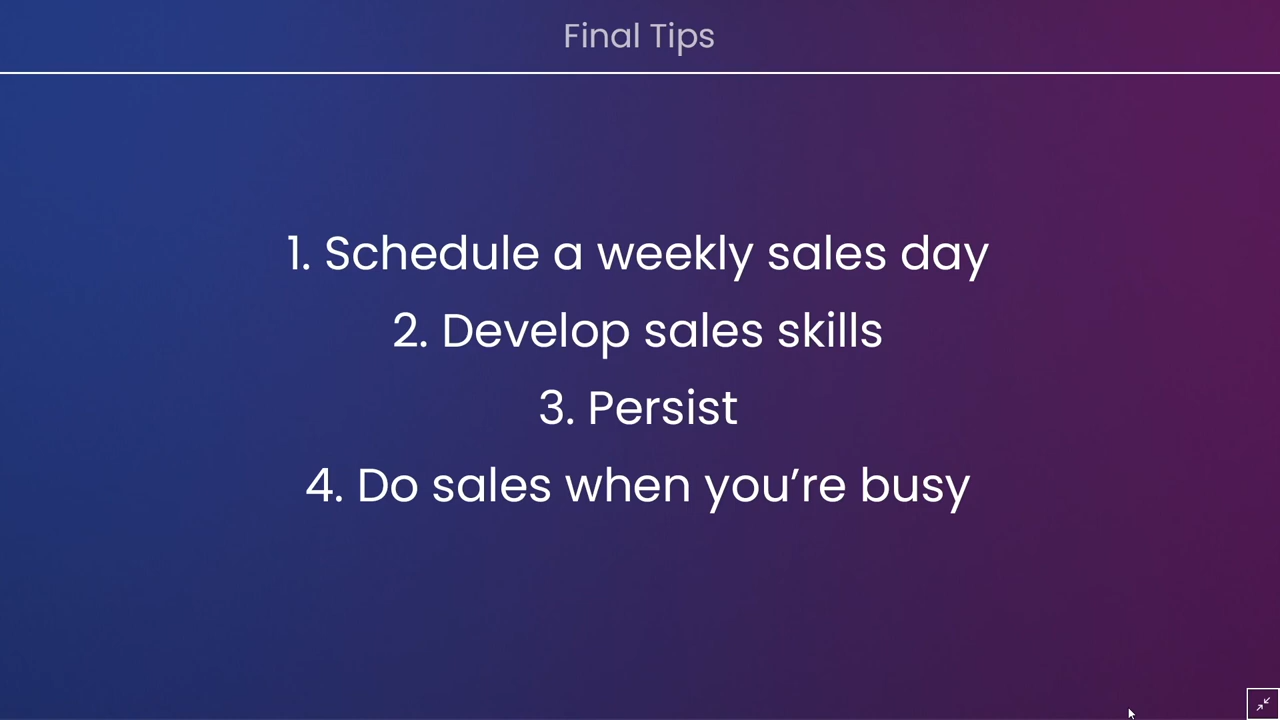 Final Tips
1. Schedule a weekly sales day
2. Develop sales skills
3. Persist
4. Do sales when you’re busy